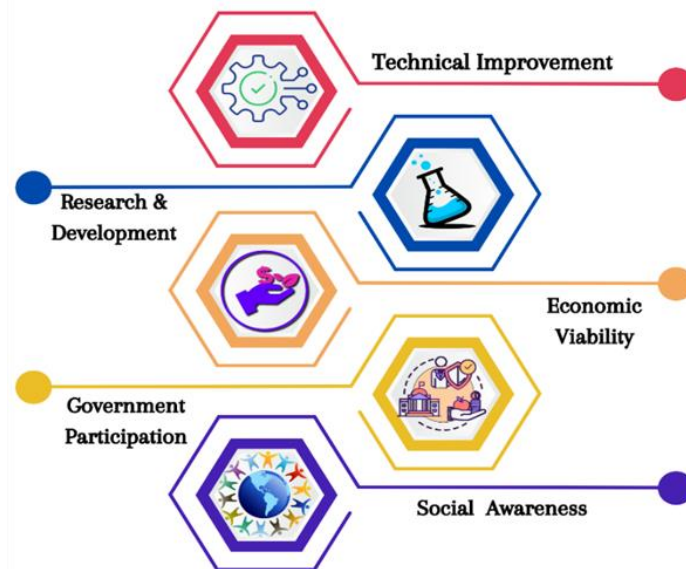 Technical Improvement
Research &
Development
Economic
Viability
Government
Participation
Social Awareness